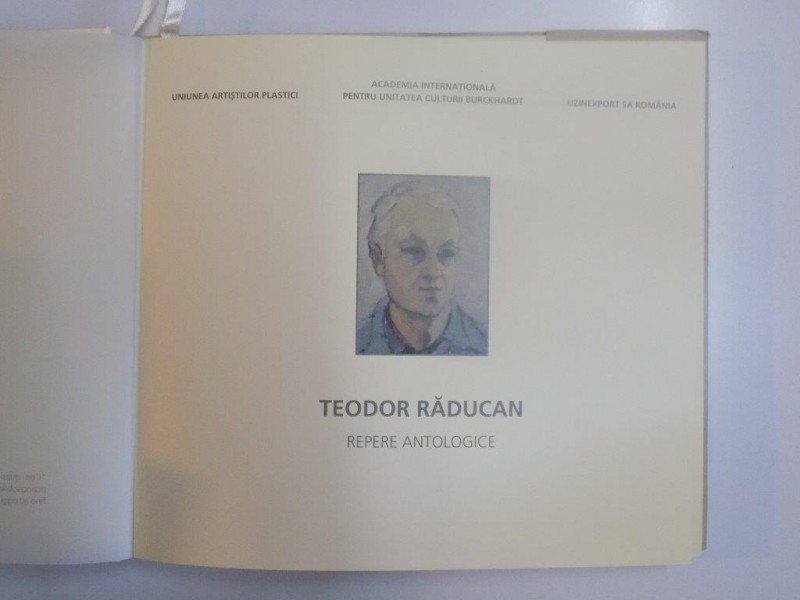 UNIUNEA ARTIȘTILOR PLASTICI
ACADEMIA INTERNAȚIONALĂ
PENTRU UNITATEA CULTURII BURCKHARDT
UZINEXPORT SA ROMÂNIA
TEODOR RĂDUCAN
REPERE ANTOLOGICE